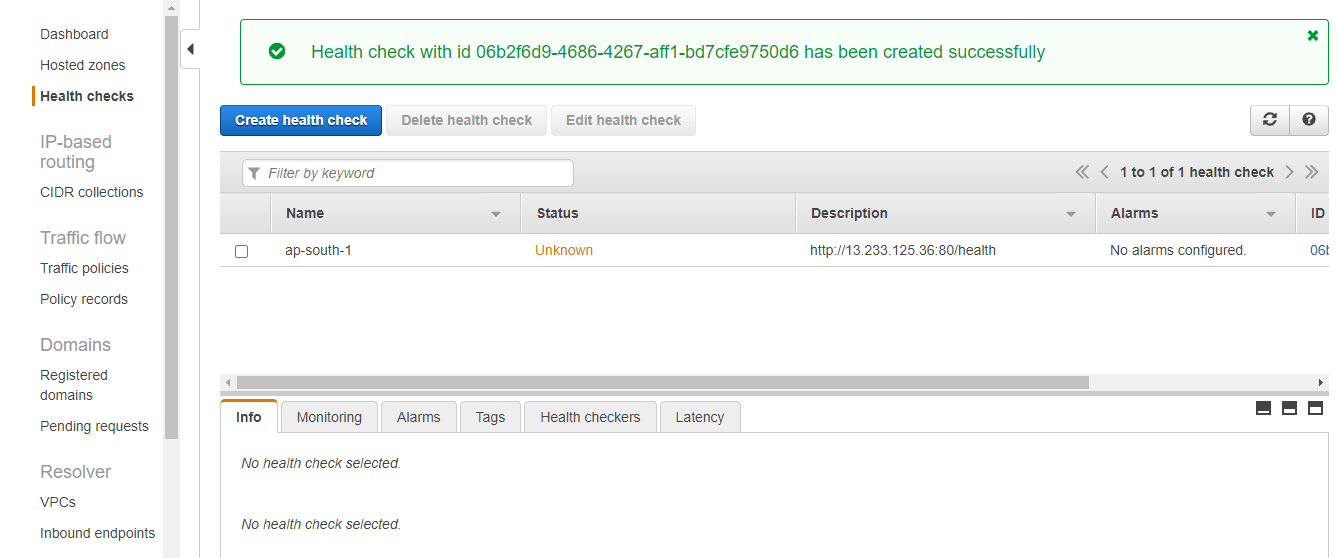 Dashboard
Hosted zones
Health checks
IP-based
routing
CIDR collections
Traffic flow
Traffic policies
Policy records
Domains
Registered
domains
Pending requests
Resolver
VPCs
Inbound endpoints
Health check with id 06b2f6d9-4686-4267-aff1-bd7cfe9750d6 has been created successfully
Create health check Delete health check Edit health check
Filter by keyword 1 to 1 of 1 health check
Name Status Description Alarms ID
ap-south-1 Unknown http://13.233.125.36:80/health No alarms configured.
Info Monitoring Alarms Tags Health checkers Latency
No health check selected.
No health check selected.